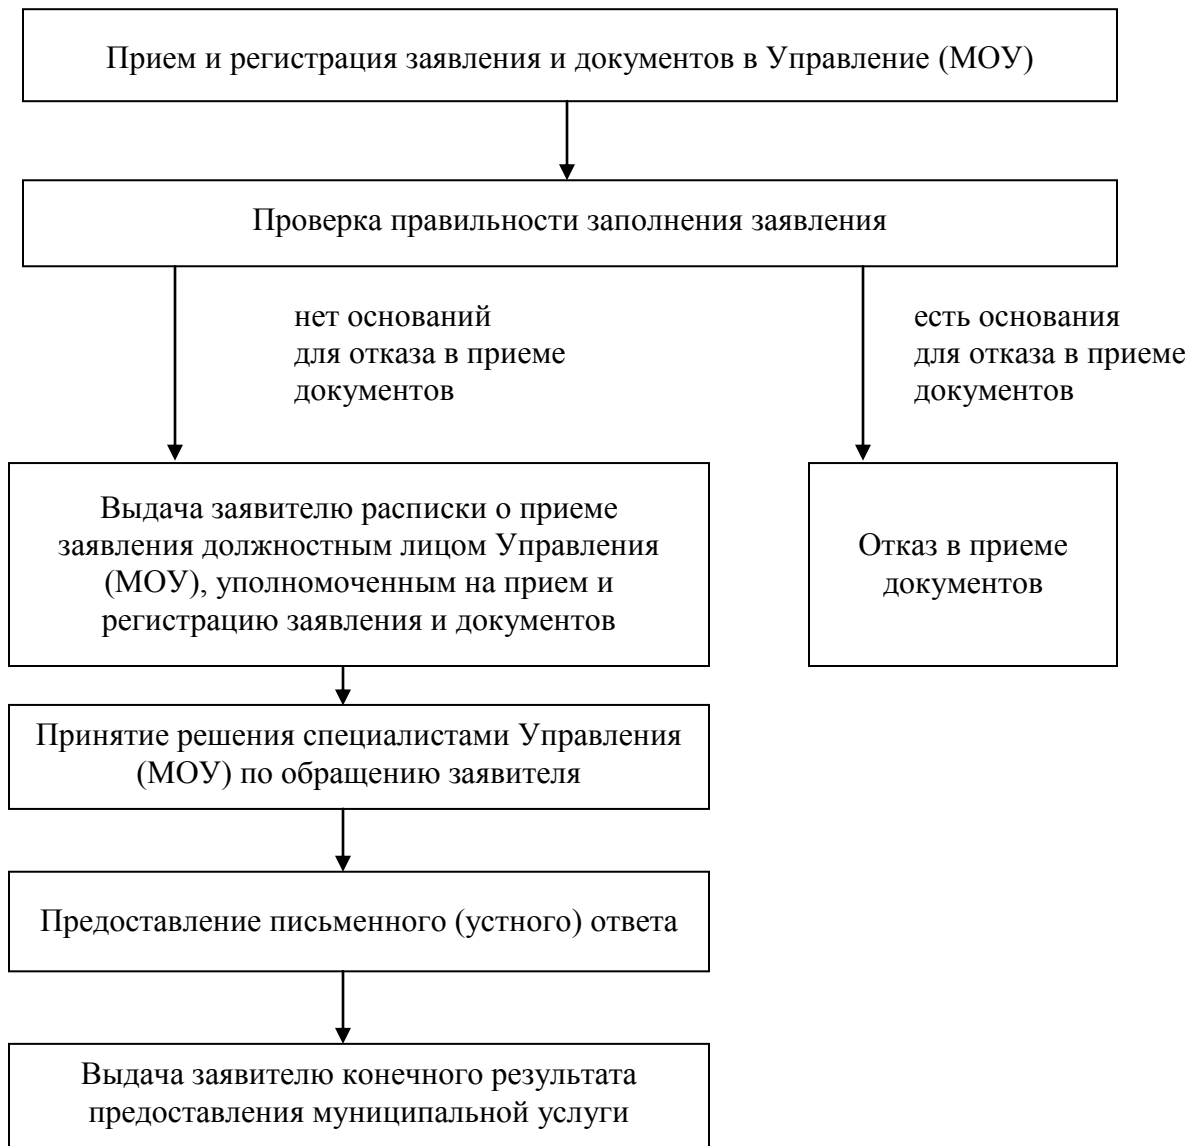 Прием и регистрация заявления и документов в Управление (МОУ)
Проверка правильности заполнения заявления
нет оснований
для отказа в приеме
документов
есть основания
для отказа в приеме
документов
Выдача заявителю расписки о приеме
заявления должностным лицом Управления
(МОУ), уполномоченным на прием и
регистрацию заявления и документов
Отказ в приеме
документов
Принятие решения специалистами Управления
(МОУ) по обращению заявителя
Предоставление письменного (устного) ответа
Выдача заявителю конечного результата
предоставления муниципальной услуги